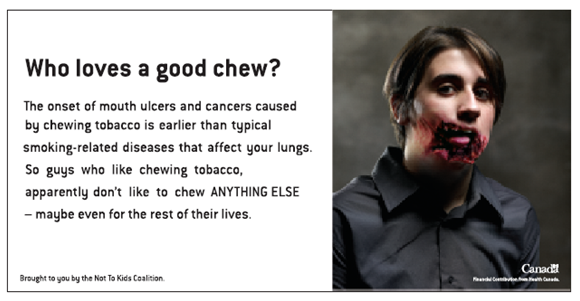 Who loves a good chew?
The onset of mouth ulcers and cancers caused
by chewing tobacco is earlier than typical
smoking-related diseases that affect your lungs.
So guys who like chewing tobacco,
apparently don't like to chew ANYTHING ELSE
– maybe even for the rest of their lives.
Brought to you by the Not To Kids Coalition.
Canada
Financial Contribution from Health Canada.